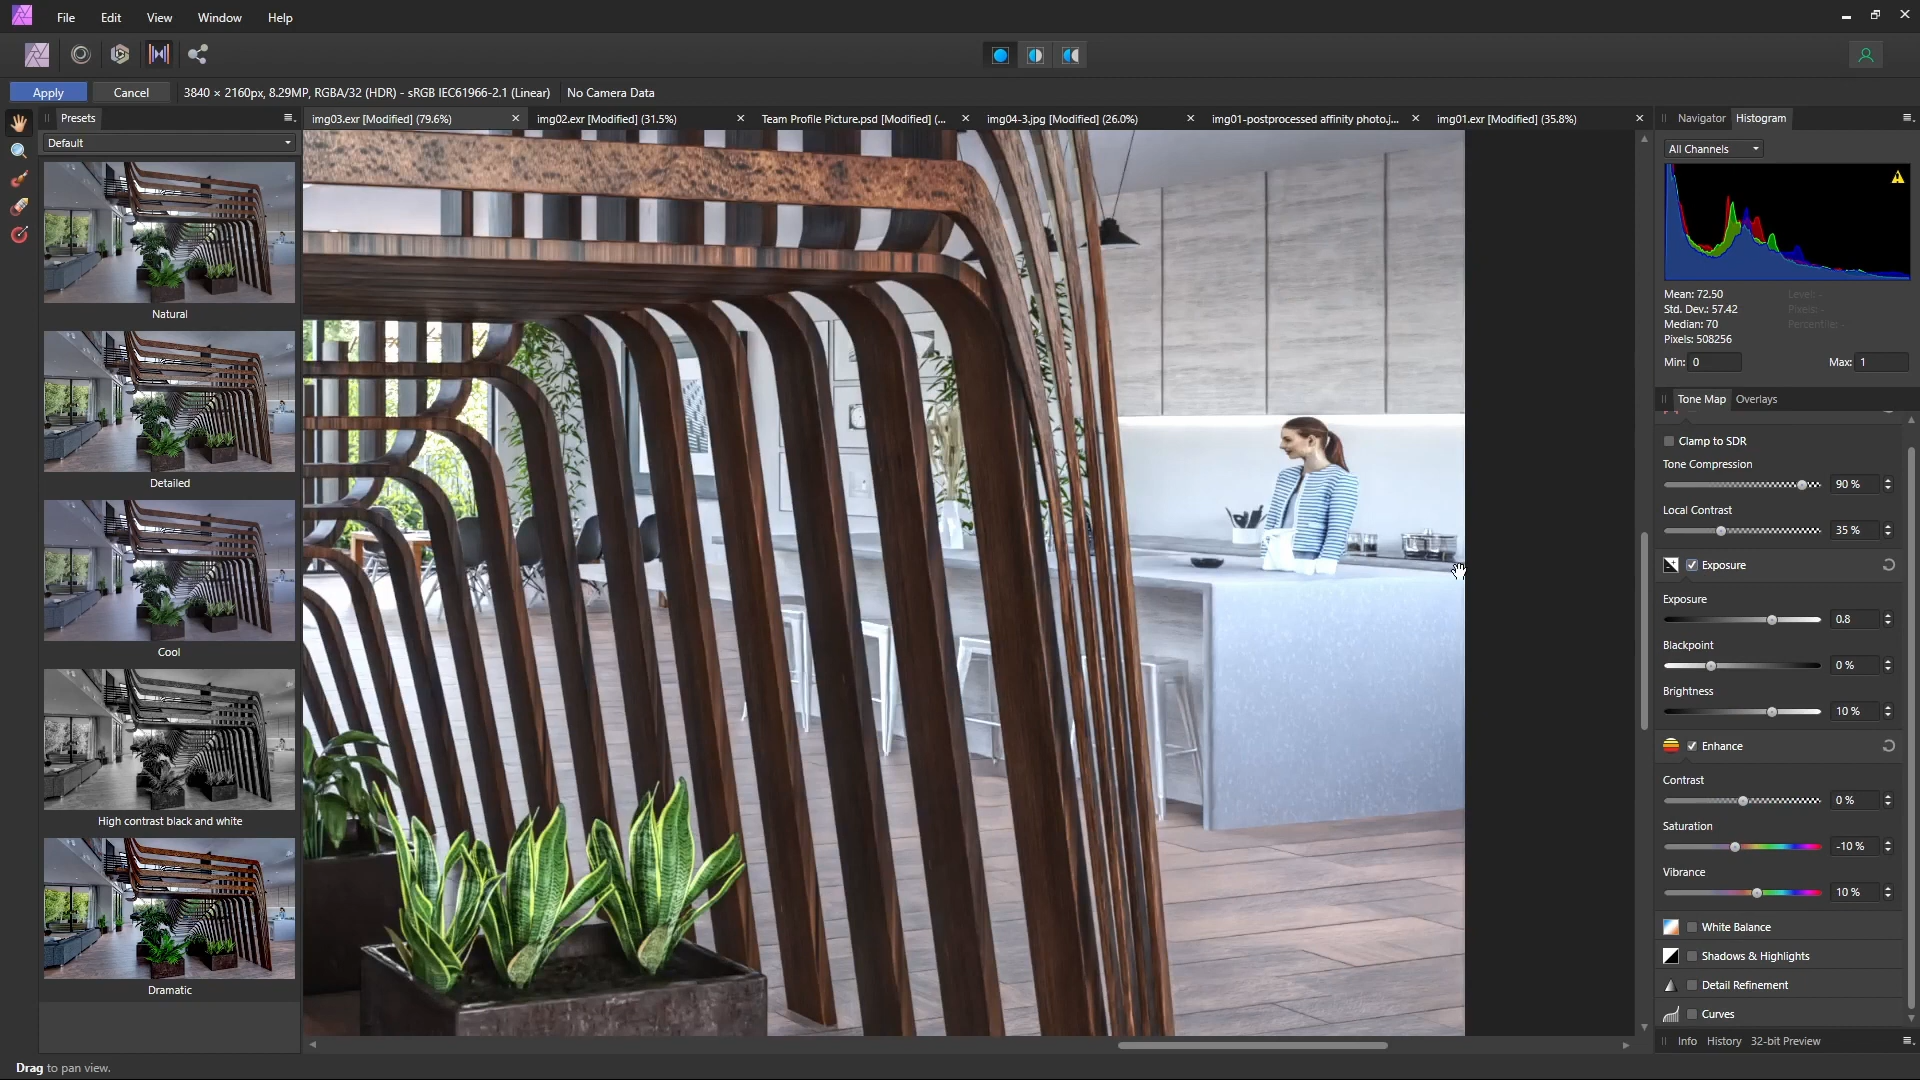 File Edit View Window Help
Apply Cancel 3840 × 2160px, 8.29MP, RGBA/32 (HDR) - sRGB IEC61966-2.1 (Linear) No Camera Data
Presets
img03.exr [Modified] (79.6%) img02.exr [Modified] (31.5%) Team Profile Picture.psd [Modified] (... img04-3.jpg [Modified] (26.0%) img01-postprocessed affinity photo.j... img01.exr [Modified] (35.8%)
Navigator Histogram
Default
All Channels
Natural
Detailed
Cool
High contrast black and white
Dramatic
Mean: 72.50 Level: -
Std. Dev.: 57.42 Pixels: -
Median: 70 Percentile: -
Pixels: 508256
Min: 0 Max: 1
Tone Map Overlays
Clamp to SDR
Tone Compression
90 %
Local Contrast
35 %
Exposure
Exposure
0.8
Blackpoint
0 %
Brightness
10 %
Enhance
Contrast
0 %
Saturation
-10 %
Vibrance
10 %
White Balance
Shadows & Highlights
Detail Refinement
Curves
Info History 32-bit Preview
Drag to pan view.